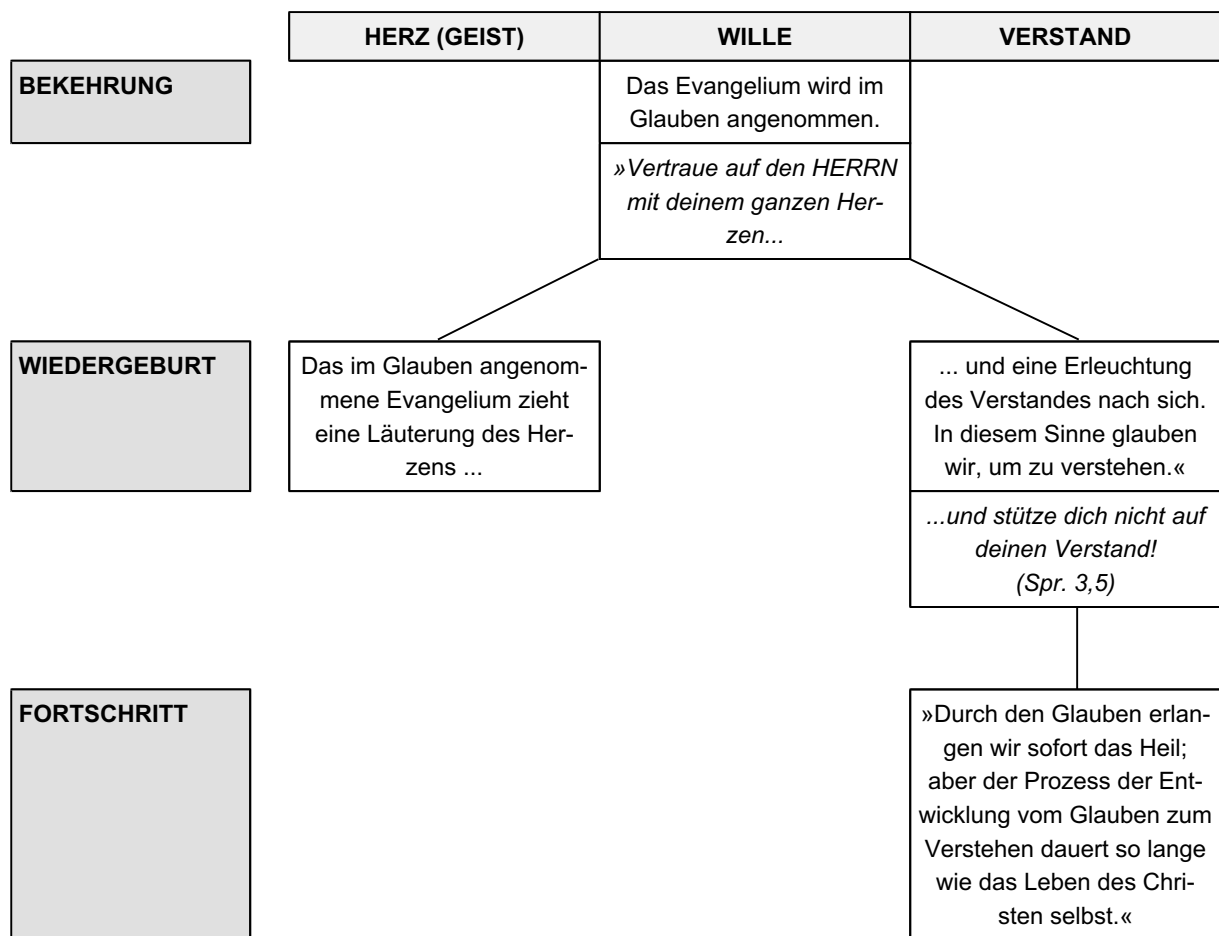 HERZ (GEIST) WILLE VERSTAND
BEKEHRUNG
Das Evangelium wird im
Glauben angenommen.
»Vertraue auf den HERRN
mit deinem ganzen Her-
zen...
WIEDERGEBURT
Das im Glauben angenom-
mene Evangelium zieht
eine Läuterung des Her-
zens ...
... und eine Erleuchtung
des Verstandes nach sich.
In diesem Sinne glauben
wir, um zu verstehen.«
...und stütze dich nicht auf
deinen Verstand!
(Spr. 3,5)
FORTSCHRITT
»Durch den Glauben erlan-
gen wir sofort das Heil;
aber der Prozess der Ent-
wicklung vom Glauben zum
Verstehen dauert so lange
wie das Leben des Chri-
sten selbst.«